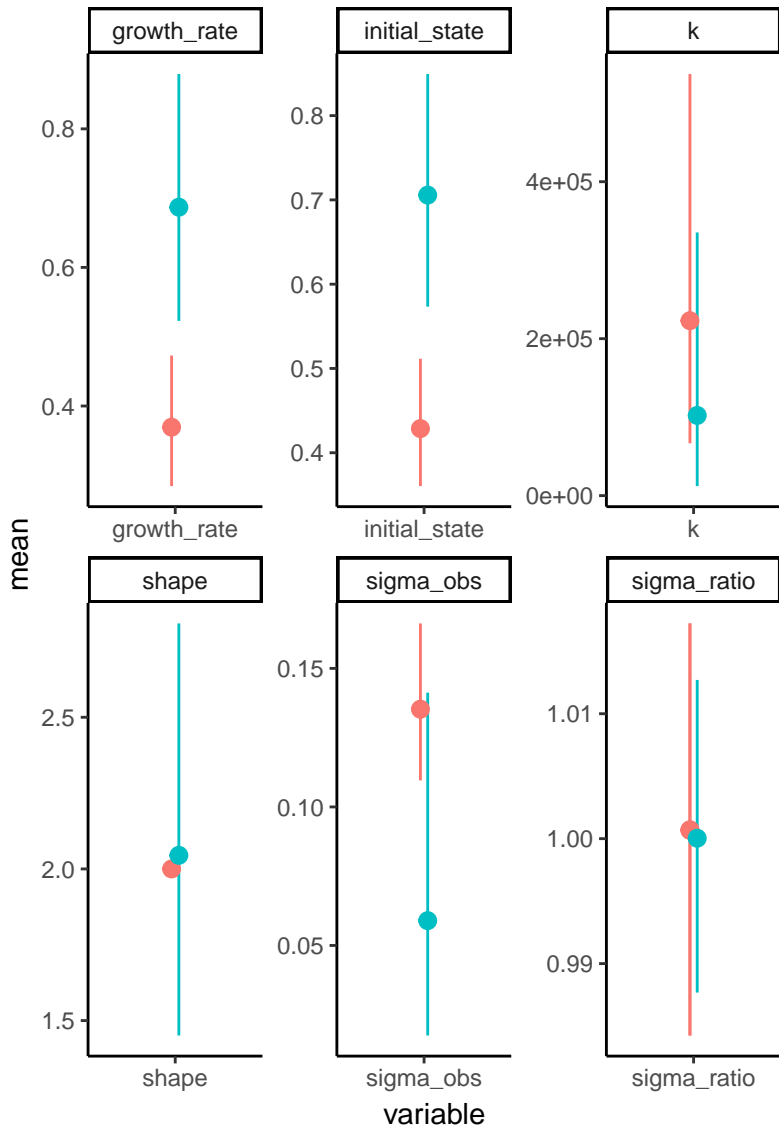 growth_rate
initial_state
k
0.8
0.6
0.4
0.8
0.7
0.6
0.5
0.4
4e+05
2e+05
0e+00
growth_rate
initial_state
k
mean
shape
sigma_obs
sigma_ratio
2.5
2.0
1.5
0.15
0.10
0.05
1.01
1.00
0.99
shape
sigma_obs
sigma_ratio
variable